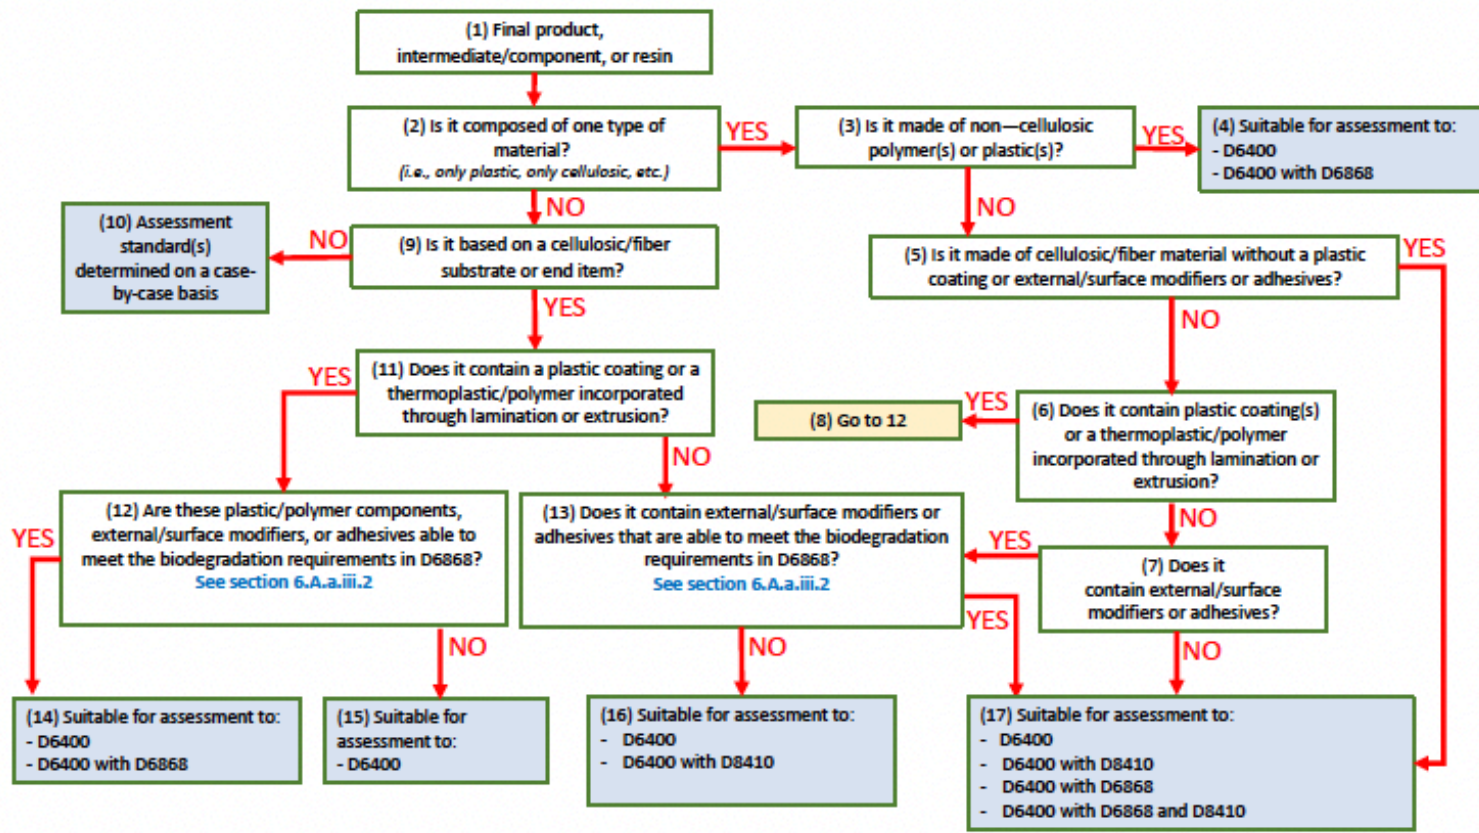 (1) Final product,
intermediate/component, or resin
(2) Is it composed of one type of
material?
(i.e., only plastic, only cellulosic, etc.)
YES
(3) Is it made of non—cellulosic
polymer(s) or plastic(s)?
YES
(4) Suitable for assessment to:
- D6400
- D6400 with D6868
NO
NO
(10) Assessment
standard(s)
determined on a case-
by-case basis
NO
(9) Is it based on a cellulosic/fiber
substrate or end item?
(5) Is it made of cellulosic/fiber material without a plastic
coating or external/surface modifiers or adhesives?
YES
YES
NO
YES
(11) Does it contain a plastic coating or a
thermoplastic/polymer incorporated
through lamination or extrusion?
(8) Go to 12
YES
(6) Does it contain plastic coating(s)
or a thermoplastic/polymer
incorporated through lamination or
extrusion?
NO
NO
YES
(12) Are these plastic/polymer components,
external/surface modifiers, or adhesives able to
meet the biodegradation requirements in D6868?
See section 6.A.a.iii.2
(13) Does it contain external/surface modifiers or
adhesives that are able to meet the biodegradation
requirements in D6868?
See section 6.A.a.iii.2
YES
(7) Does it
contain external/surface
modifiers or adhesives?
NO
NO
YES
NO
(14) Suitable for assessment to:
- D6400
- D6400 with D6868
(15) Suitable for
assessment to:
- D6400
(16) Suitable for assessment to:
- D6400
- D6400 with D8410
(17) Suitable for assessment to:
- D6400
- D6400 with D8410
- D6400 with D6868
- D6400 with D6868 and D8410